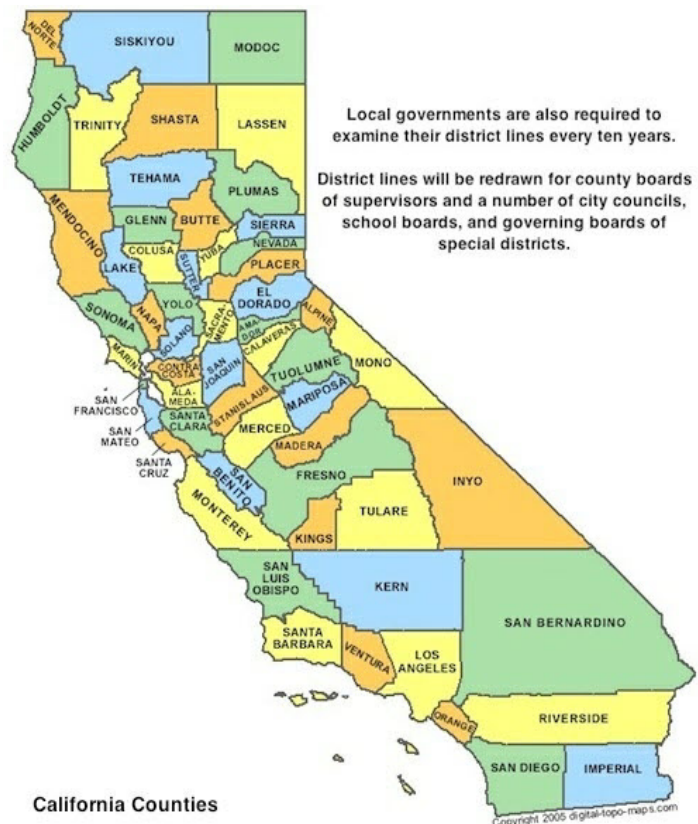 DEL
NORTE
SISKIYOU
MODOC
HUMBOLDT
TRINITY
SHASTA
LASSEN
Local governments are also required to
examine their district lines every ten years.
District lines will be redrawn for county boards
of supervisors and a number of city councils,
school boards, and governing boards of
special districts.
TEHAMA
PLUMAS
MENDOCINO
GLENN
BUTTE
SIERRA
NEVADA
COLUSA
YUBA
SUTTER
PLACER
LAKE
EL
DORADO
YOLO
SONOMA
NAPA
SACRA-
MENTO
ALPINE
AMA-
DOR
SOLANO
CALAVERAS
MARIN
CONTRA
COSTA
SAN
JOAQUIN
TUOLUMNE
MONO
SAN
FRANCISCO
ALA-
MEDA
STANISLAUS
MARIPOSA
SAN
MATEO
SANTA
CLARA
MERCED
SANTA
CRUZ
MADERA
SAN
BENITO
FRESNO
INYO
MONTEREY
TULARE
KINGS
SAN
LUIS
OBISPO
KERN
SAN BERNARDINO
SANTA
BARBARA
VENTURA
LOS
ANGELES
ORANGE
RIVERSIDE
SAN DIEGO
IMPERIAL
California Counties
Copyright 2005 digital-topo-maps.com